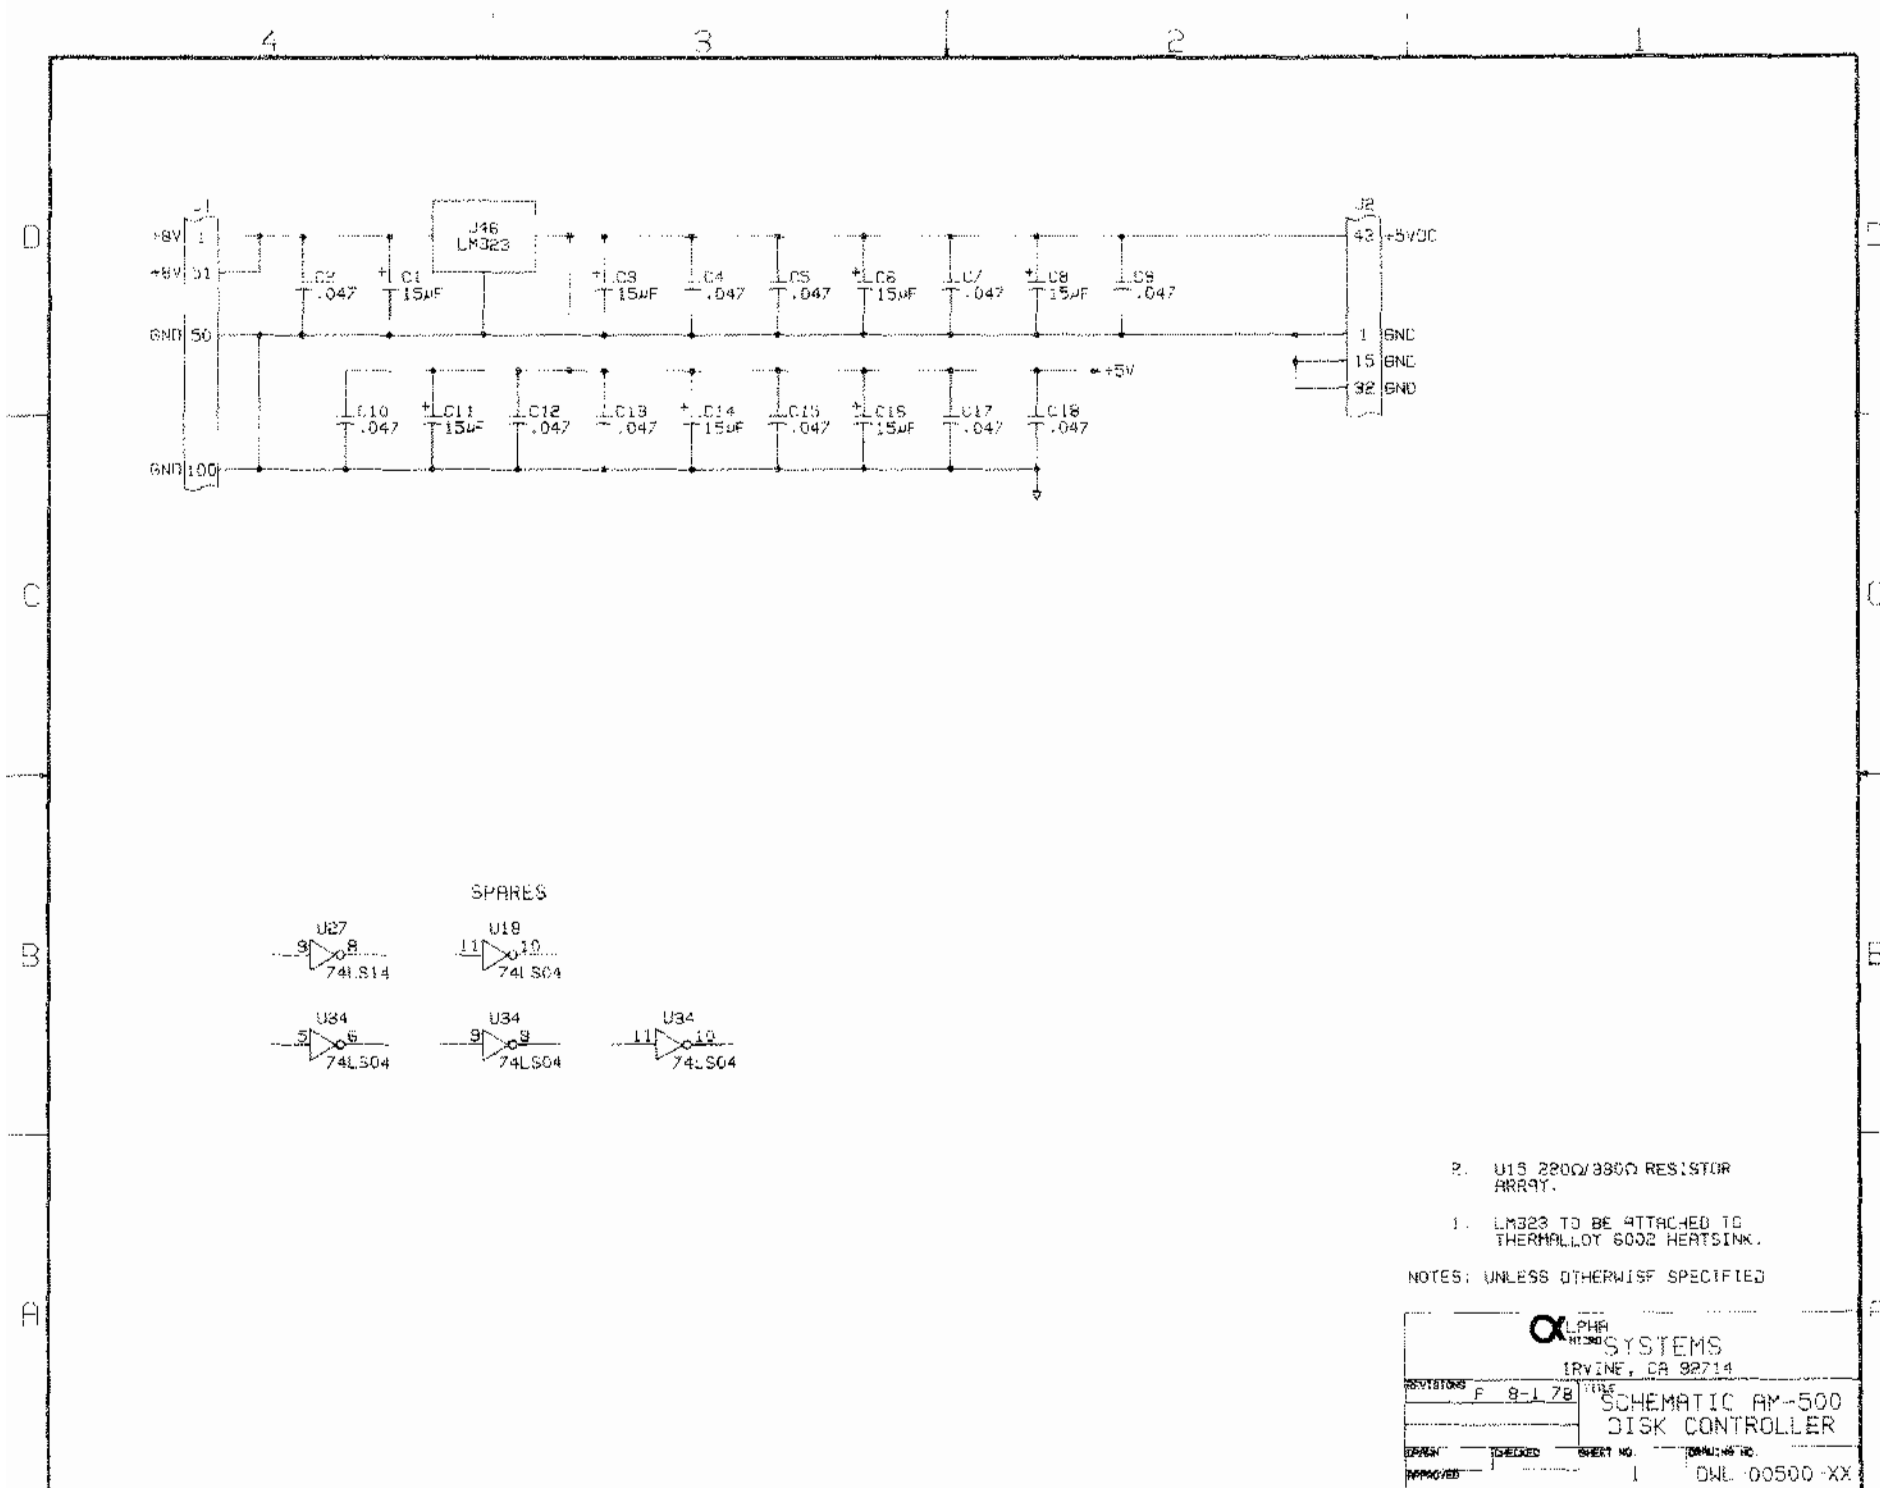 4 3 2 1
D
J1
+8V 1
+8V 51
GND 50
GND 100
J46
LM323
C2
.047
C1
15µF
C3
15µF
C4
.047
C5
.047
C6
15µF
C7
.047
C8
15µF
C9
.047
J2
43 +5VDC
1 GND
15 GND
32 GND
C10
.047
C11
15µF
C12
.047
C13
.047
C14
15µF
C15
.047
C16
15µF
C17
.047
C18
.047
+5V
C
SPARES
B
U27
9 8
74LS14
U18
11 10
74LS04
U34
5 6
74LS04
U34
9 8
74LS04
U34
11 10
74LS04
2. U15 220Ω/330Ω RESISTOR
ARRAY.
1. LM323 TO BE ATTACHED TO
THERMALLOY 6002 HEATSINK.
NOTES: UNLESS OTHERWISE SPECIFIED
A
ALPHA
MICRO SYSTEMS
IRVINE, CA 92714
REVISIONS
F 8-1-78
TITLE
SCHEMATIC AM-500
DISK CONTROLLER
DRAWN
CHECKED
SHEET NO.
1
DRAWING NO.
DWL-00500-XX
APPROVED